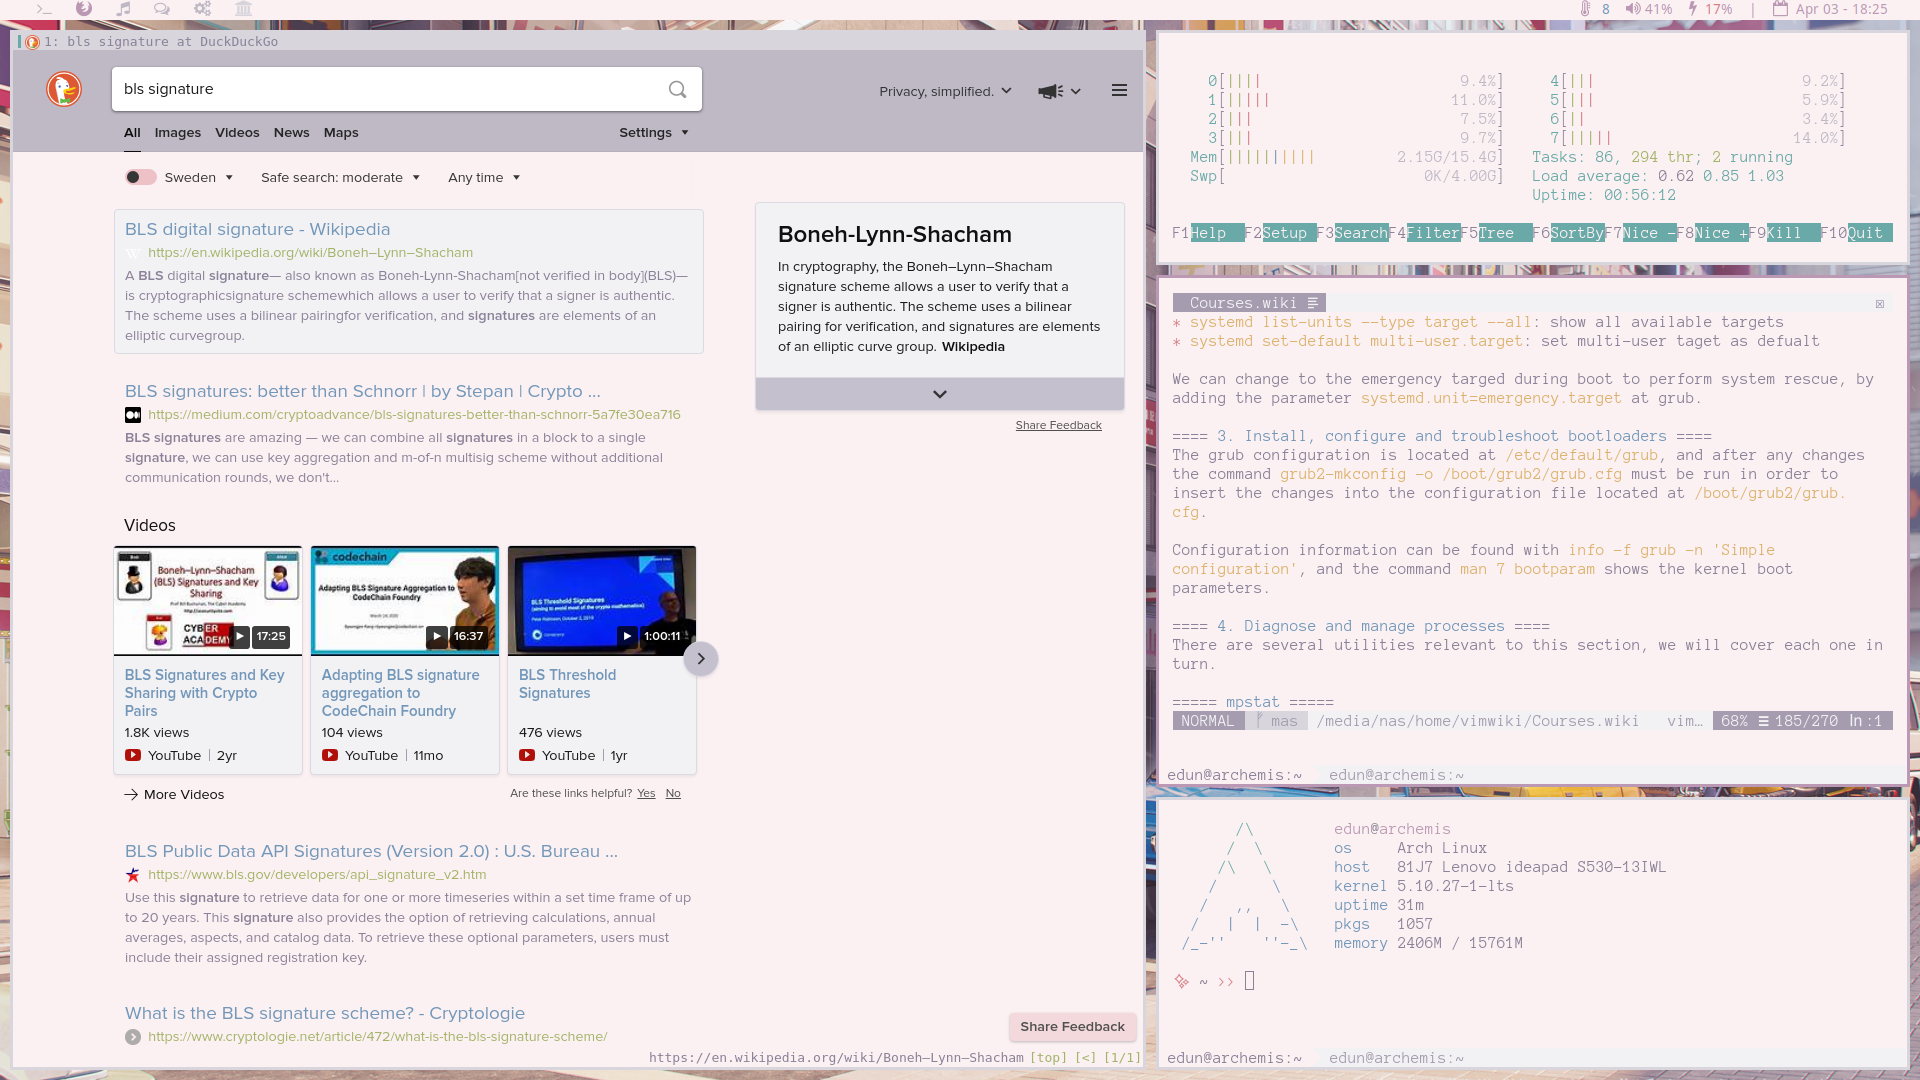 8 41% 17% | Apr 03 - 18:25
1: bls signature at DuckDuckGo
bls signature
Privacy, simplified.
All Images Videos News Maps Settings
Sweden Safe search: moderate Any time
BLS digital signature - Wikipedia
https://en.wikipedia.org/wiki/Boneh–Lynn–Shacham
A BLS digital signature— also known as Boneh-Lynn-Shacham[not verified in body](BLS)—
is cryptographicsignature schemewhich allows a user to verify that a signer is authentic.
The scheme uses a bilinear pairingfor verification, and signatures are elements of an
elliptic curvegroup.
BLS signatures: better than Schnorr | by Stepan | Crypto ...
https://medium.com/cryptoadvance/bls-signatures-better-than-schnorr-5a7fe30ea716
BLS signatures are amazing — we can combine all signatures in a block to a single
signature, we can use key aggregation and m-of-n multisig scheme without additional
communication rounds, we don't...
Videos
Boneh–Lynn–Shacham
(BLS) Signatures and Key
Sharing
CYBER
ACADEMY
17:25
BLS Signatures and Key
Sharing with Crypto
Pairs
1.8K views
YouTube | 2yr
codechain
Adapting BLS Signature Aggregation to
CodeChain Foundry
16:37
Adapting BLS signature
aggregation to
CodeChain Foundry
104 views
YouTube | 11mo
BLS Threshold Signatures
(aiming to avoid most of the crypto mathematics)
1:00:11
BLS Threshold
Signatures
476 views
YouTube | 1yr
More Videos
Are these links helpful? Yes No
BLS Public Data API Signatures (Version 2.0) : U.S. Bureau ...
https://www.bls.gov/developers/api_signature_v2.htm
Use this signature to retrieve data for one or more timeseries within a set time frame of up
to 20 years. This signature also provides the option of retrieving calculations, annual
averages, aspects, and catalog data. To retrieve these optional parameters, users must
include their assigned registration key.
What is the BLS signature scheme? - Cryptologie
https://www.cryptologie.net/article/472/what-is-the-bls-signature-scheme/
Boneh-Lynn-Shacham
In cryptography, the Boneh–Lynn–Shacham
signature scheme allows a user to verify that a
signer is authentic. The scheme uses a bilinear
pairing for verification, and signatures are elements
of an elliptic curve group. Wikipedia
Share Feedback
Share Feedback
https://en.wikipedia.org/wiki/Boneh–Lynn–Shacham [top] [<] [1/1]
0[|||| 9.4%] 4[||| 9.2%]
1[||||| 11.0%] 5[||| 5.9%]
2[||| 7.5%] 6[|| 3.4%]
3[||| 9.7%] 7[||||| 14.0%]
Mem[|||||||||| 2.15G/15.4G] Tasks: 86, 294 thr; 2 running
Swp[ 0K/4.00G] Load average: 0.62 0.85 1.03
Uptime: 00:56:12
F1Help F2Setup F3SearchF4FilterF5Tree F6SortByF7Nice -F8Nice +F9Kill F10Quit
Courses.wiki
* systemd list-units --type target --all: show all available targets
* systemd set-default multi-user.target: set multi-user taget as defualt
We can change to the emergency targed during boot to perform system rescue, by
adding the parameter systemd.unit=emergency.target at grub.
==== 3. Install, configure and troubleshoot bootloaders ====
The grub configuration is located at /etc/default/grub, and after any changes
the command grub2-mkconfig -o /boot/grub2/grub.cfg must be run in order to
insert the changes into the configuration file located at /boot/grub2/grub.
cfg.
Configuration information can be found with info -f grub -n 'Simple
configuration', and the command man 7 bootparam shows the kernel boot
parameters.
==== 4. Diagnose and manage processes ====
There are several utilities relevant to this section, we will cover each one in
turn.
===== mpstat =====
NORMAL mas /media/nas/home/vimwiki/Courses.wiki vim… 68% 185/270 ln :1
edun@archemis:~ edun@archemis:~
edun@archemis
os Arch Linux
host 81J7 Lenovo ideapad S530-13IWL
kernel 5.10.27-1-lts
uptime 31m
pkgs 1057
memory 2406M / 15761M
~ >>
edun@archemis:~ edun@archemis:~